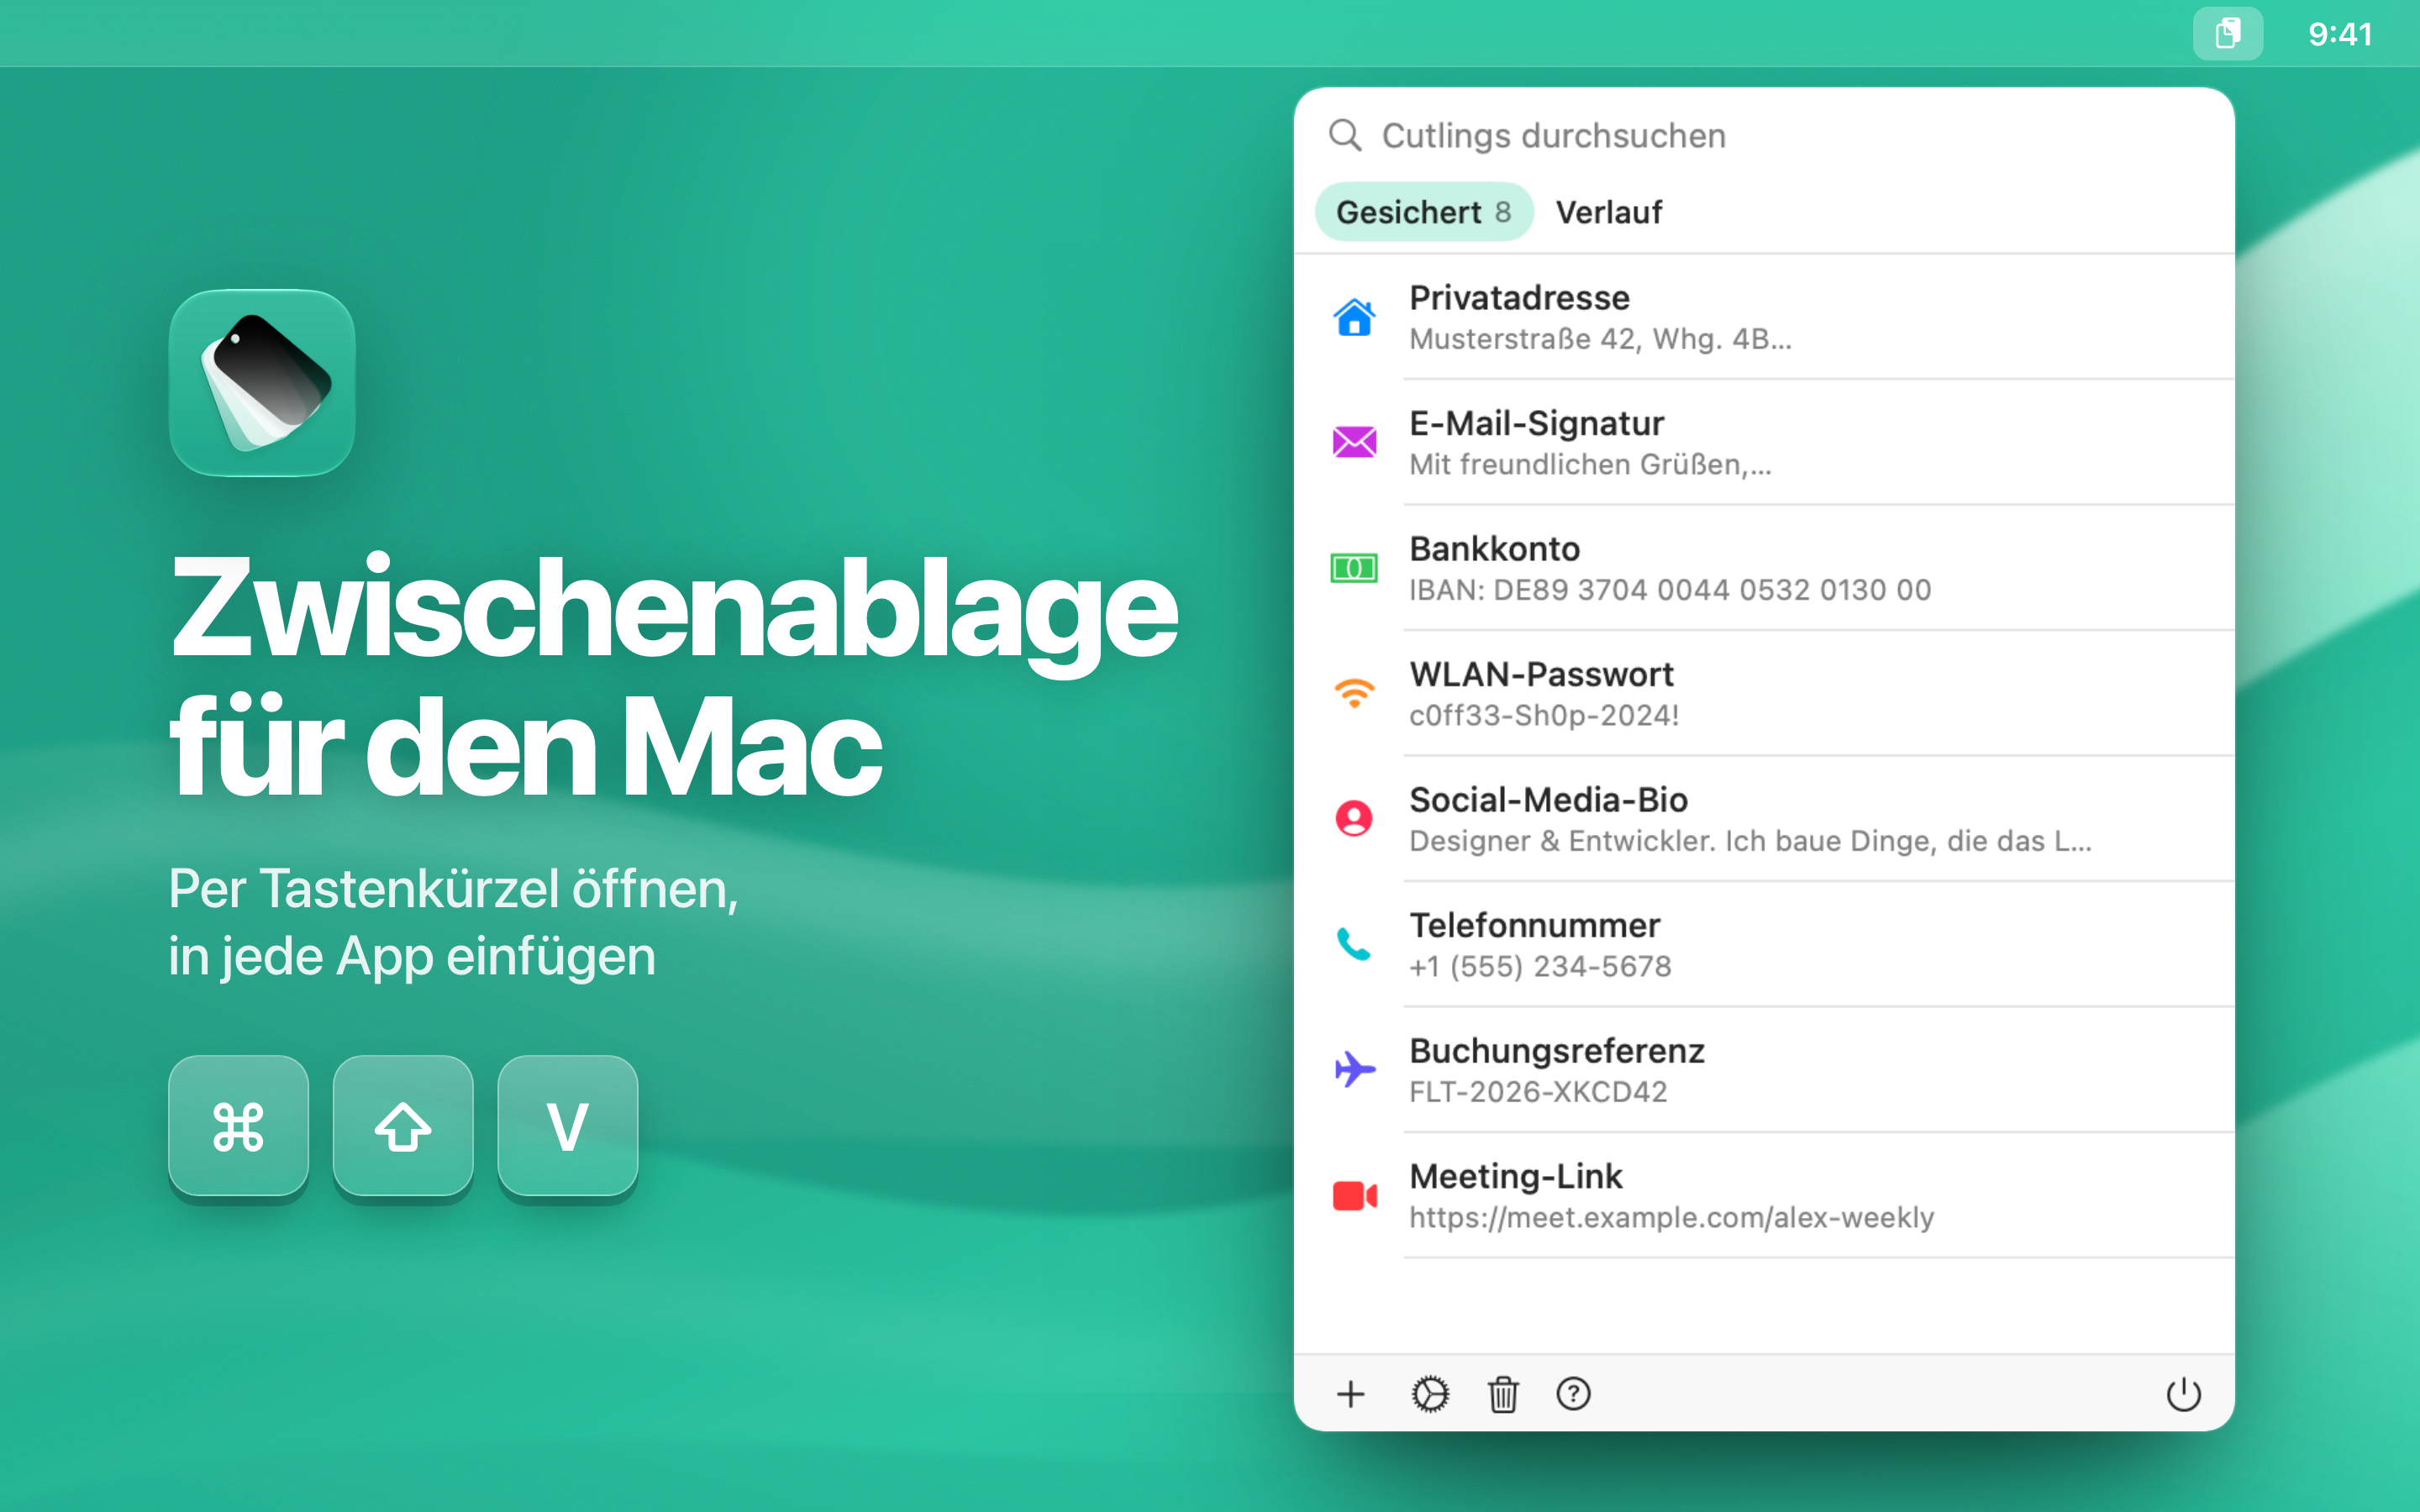 9:41
Zwischenablage
für den Mac
Per Tastenkürzel öffnen,
in jede App einfügen
⌘ ⇧ V
Cutlings durchsuchen
Gesichert 8 Verlauf
Privatadresse
Musterstraße 42, Whg. 4B...
E-Mail-Signatur
Mit freundlichen Grüßen,...
Bankkonto
IBAN: DE89 3704 0044 0532 0130 00
WLAN-Passwort
c0ff33-Sh0p-2024!
Social-Media-Bio
Designer & Entwickler. Ich baue Dinge, die das L...
Telefonnummer
+1 (555) 234-5678
Buchungsreferenz
FLT-2026-XKCD42
Meeting-Link
https://meet.example.com/alex-weekly